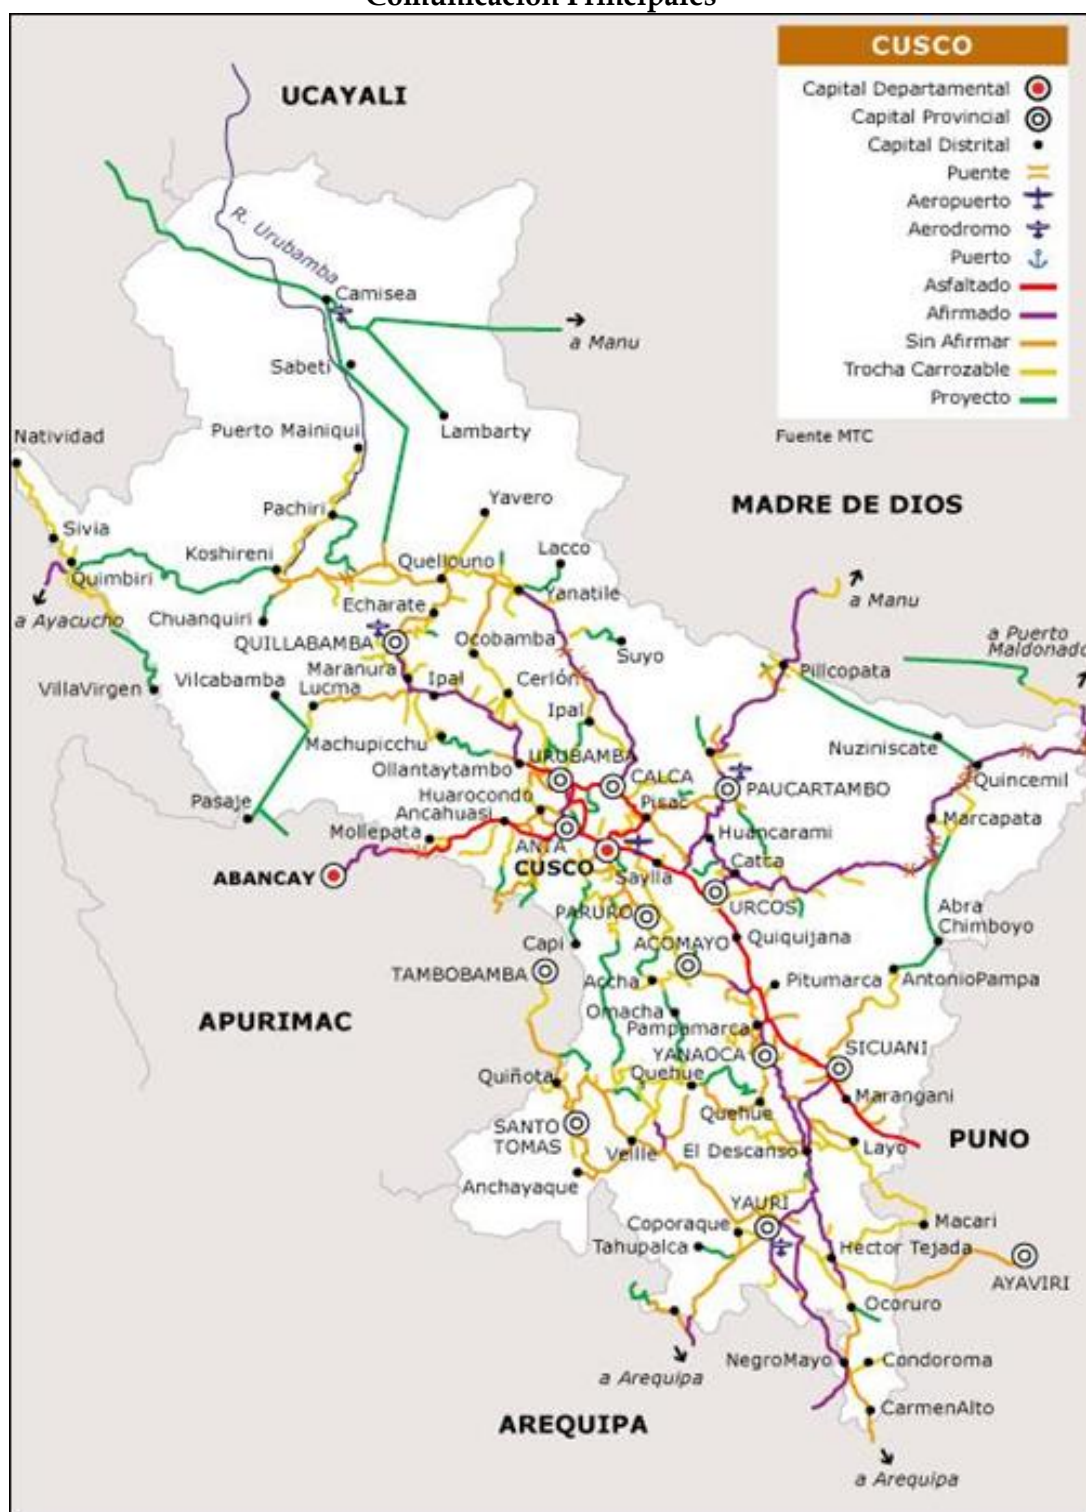 Comunicación Principales
CUSCO
Capital Departamental
Capital Provincial
Capital Distrital
Puente
Aeropuerto
Aerodromo
Puerto
Asfaltado
Afirmado
Sin Afirmar
Trocha Carrozable
Proyecto
Fuente MTC
UCAYALI
R. Urubamba
Camisea
a Manu
Sabeti
Lambarty
Puerto Mainiqui
Natividad
MADRE DE DIOS
Yavero
Pachiri
Sivia
Lacco
Koshireni
Quellouno
Quimbiri
Yanatile
a Manu
a Ayacucho
Chuanquiri
Echarate
a Puerto
Maldonado
QUILLABAMBA
Ocobamba
Suyo
Pillcopata
VillaVirgen
Vilcabamba
Maranura
Lucma
Ipal
Cerlón
Ipal
Machupicchu
Nuziniscate
Ollantaytambo
URUBAMBA
CALCA
Quincemil
PAUCARTAMBO
Huarocondo
Pasaje
Ancahuasi
Pisac
Mollepata
Marcapata
Huancarami
ANTA
CUSCO
Catca
ABANCAY
Saylla
URCOS
PARURO
Abra
Chimboyo
Capi
ACOMAYO
Quiquijana
TAMBOBAMBA
Accha
Pitumarca
AntonioPampa
Omacha
APURIMAC
Pampamarca
SICUANI
YANAOCA
Quiñota
Quehue
Marangani
Quehue
SANTO
TOMAS
PUNO
Velille
El Descanso
Layo
Anchayaque
YAURI
Coporaque
Macari
Tahupalca
Hector Tejada
AYAVIRI
Ocoruro
NegroMayo
Condoroma
a Arequipa
CarmenAlto
AREQUIPA
a Arequipa